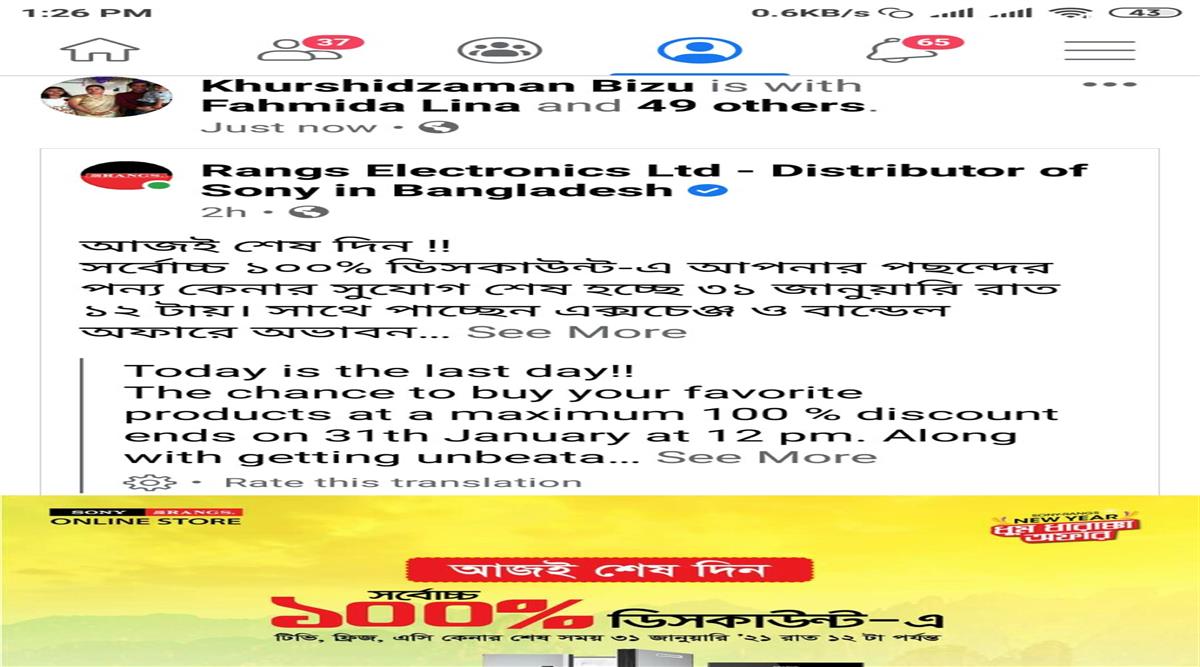 1:26 PM 0.6KB/s 43
37 65
Khurshidzaman Bizu is with
Fahmida Lina and 49 others.
Just now •
RANGS. Rangs Electronics Ltd - Distributor of
Sony in Bangladesh
2h •
আজই শেষ দিন !!
সর্বোচ্চ ১০০% ডিসকাউন্ট-এ আপনার পছন্দের
পন্য কেনার সুযোগ শেষ হচ্ছে ৩১ জানুয়ারি রাত
১২ টায়। সাথে পাচ্ছেন এক্সচেঞ্জ ও বান্ডেল
অফারে অভাবন... See More
Today is the last day!!
The chance to buy your favorite
products at a maximum 100 % discount
ends on 31th January at 12 pm. Along
with getting unbeata... See More
• Rate this translation
SONY RANGS.
ONLINE STORE
SONY-RANGS
NEW YEAR
ধুম ধারাক্কা
অফার
আজই শেষ দিন
সর্বোচ্চ
১০০% ডিসকাউন্ট-এ
টিভি, ফ্রিজ, এসি কেনার শেষ সময় ৩১ জানুয়ারি '২১ রাত ১২ টা পর্যন্ত